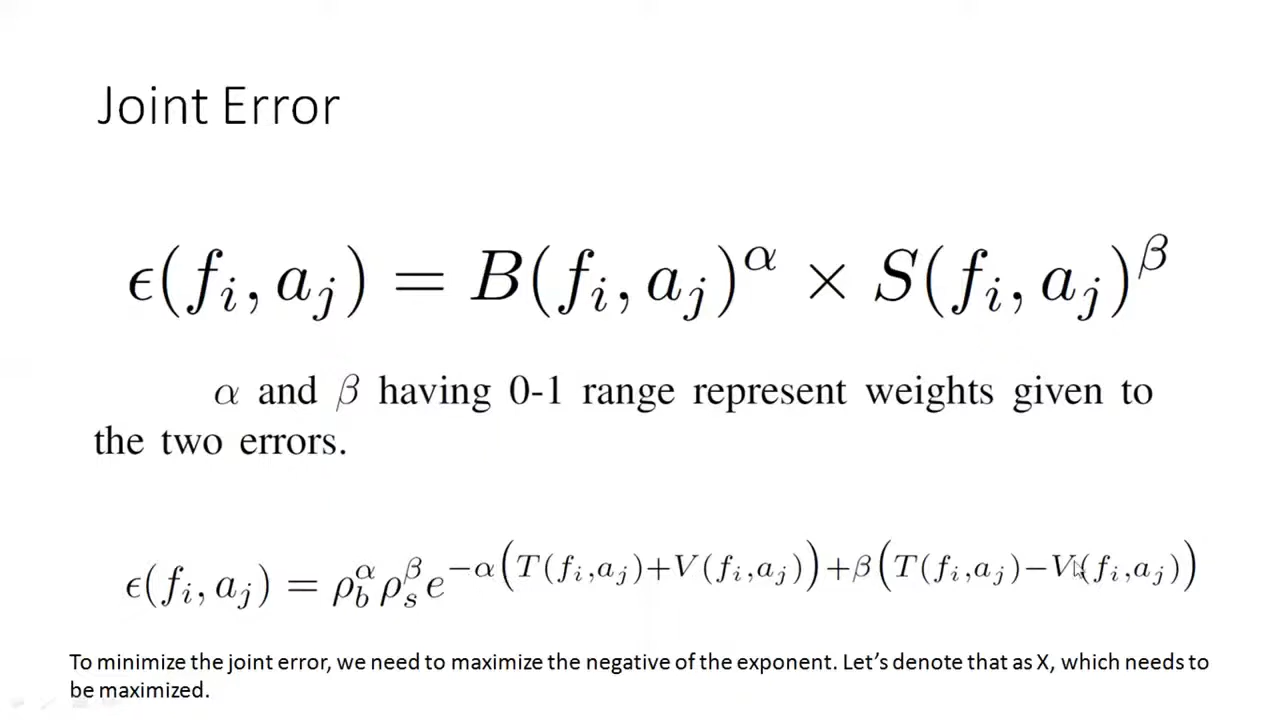 Joint Error
ϵ(f_i, a_j) = B(f_i, a_j)^α × S(f_i, a_j)^β
α and β having 0-1 range represent weights given to
the two errors.
ϵ(f_i, a_j) = ρ_b^α ρ_s^β e^{−α(T(f_i,a_j)+V(f_i,a_j))+β(T(f_i,a_j)−V(f_i,a_j))}
To minimize the joint error, we need to maximize the negative of the exponent. Let’s denote that as X, which needs to
be maximized.